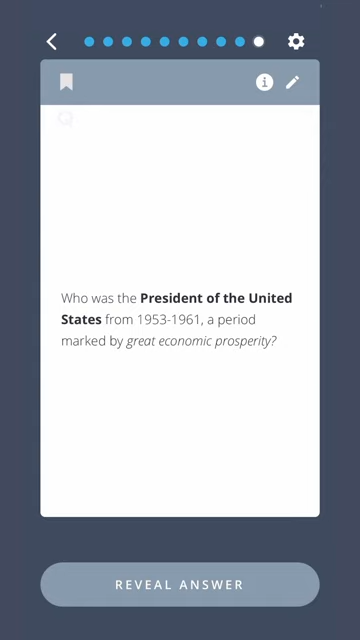 Who was the President of the United
States from 1953-1961, a period
marked by great economic prosperity?
REVEAL ANSWER